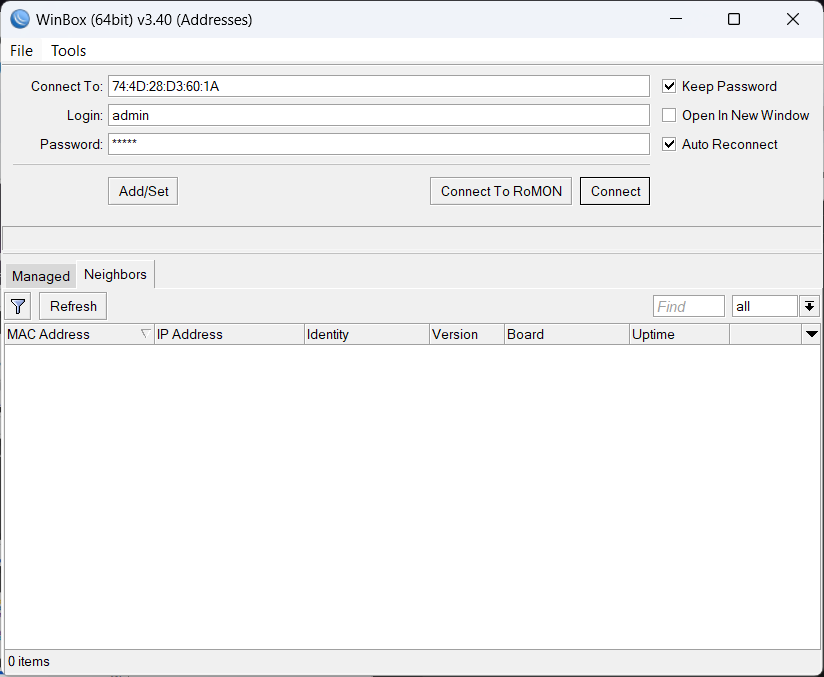 WinBox (64bit) v3.40 (Addresses)
File Tools
Connect To: 74:4D:28:D3:60:1A
Keep Password
Login: admin
Open In New Window
Password: *****
Auto Reconnect
Add/Set Connect To RoMON Connect
Managed Neighbors
Refresh Find all
MAC Address IP Address Identity Version Board Uptime
0 items